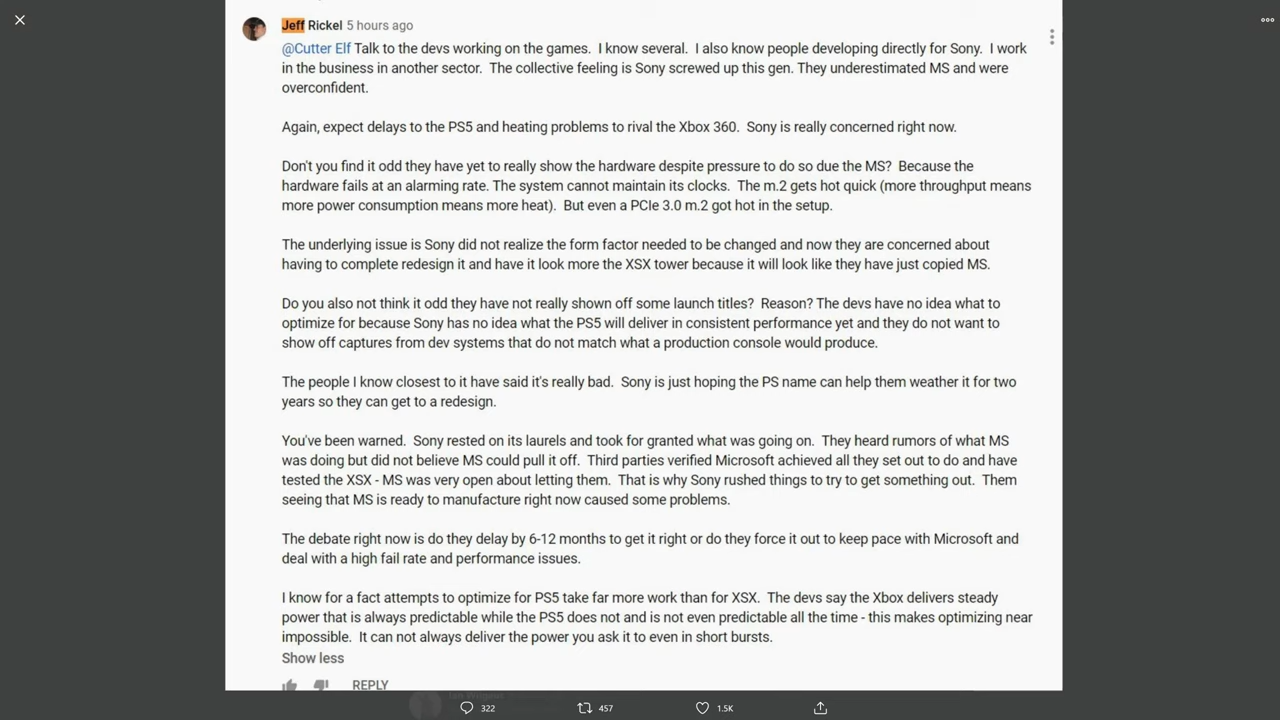 Jeff Rickel 5 hours ago
@Cutter Elf Talk to the devs working on the games. I know several. I also know people developing directly for Sony. I work
in the business in another sector. The collective feeling is Sony screwed up this gen. They underestimated MS and were
overconfident.
Again, expect delays to the PS5 and heating problems to rival the Xbox 360. Sony is really concerned right now.
Don't you find it odd they have yet to really show the hardware despite pressure to do so due the MS? Because the
hardware fails at an alarming rate. The system cannot maintain its clocks. The m.2 gets hot quick (more throughput means
more power consumption means more heat). But even a PCIe 3.0 m.2 got hot in the setup.
The underlying issue is Sony did not realize the form factor needed to be changed and now they are concerned about
having to complete redesign it and have it look more the XSX tower because it will look like they have just copied MS.
Do you also not think it odd they have not really shown off some launch titles? Reason? The devs have no idea what to
optimize for because Sony has no idea what the PS5 will deliver in consistent performance yet and they do not want to
show off captures from dev systems that do not match what a production console would produce.
The people I know closest to it have said it's really bad. Sony is just hoping the PS name can help them weather it for two
years so they can get to a redesign.
You've been warned. Sony rested on its laurels and took for granted what was going on. They heard rumors of what MS
was doing but did not believe MS could pull it off. Third parties verified Microsoft achieved all they set out to do and have
tested the XSX - MS was very open about letting them. That is why Sony rushed things to try to get something out. Them
seeing that MS is ready to manufacture right now caused some problems.
The debate right now is do they delay by 6-12 months to get it right or do they force it out to keep pace with Microsoft and
deal with a high fail rate and performance issues.
I know for a fact attempts to optimize for PS5 take far more work than for XSX. The devs say the Xbox delivers steady
power that is always predictable while the PS5 does not and is not even predictable all the time - this makes optimizing near
impossible. It can not always deliver the power you ask it to even in short bursts.
Show less
REPLY
322 457 1.5K